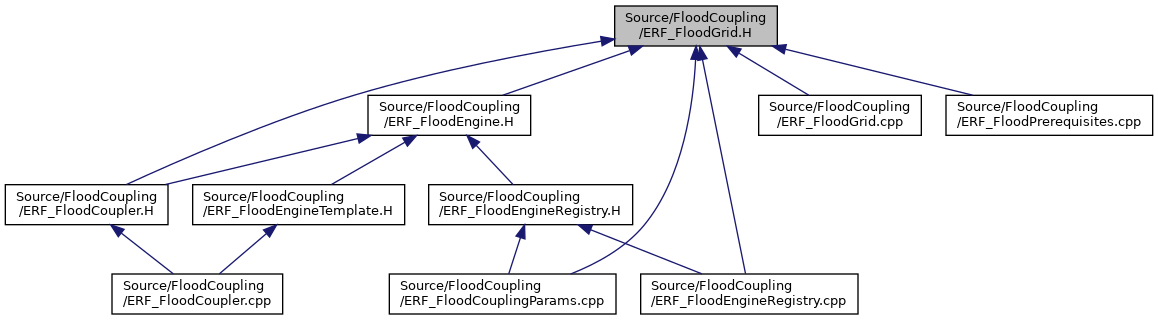 Source/FloodCoupling
/ERF_FloodGrid.H
Source/FloodCoupling
/ERF_FloodEngine.H
Source/FloodCoupling
/ERF_FloodGrid.cpp
Source/FloodCoupling
/ERF_FloodPrerequisites.cpp
Source/FloodCoupling
/ERF_FloodCoupler.H
Source/FloodCoupling
/ERF_FloodEngineTemplate.H
Source/FloodCoupling
/ERF_FloodEngineRegistry.H
Source/FloodCoupling
/ERF_FloodCoupler.cpp
Source/FloodCoupling
/ERF_FloodCouplingParams.cpp
Source/FloodCoupling
/ERF_FloodEngineRegistry.cpp